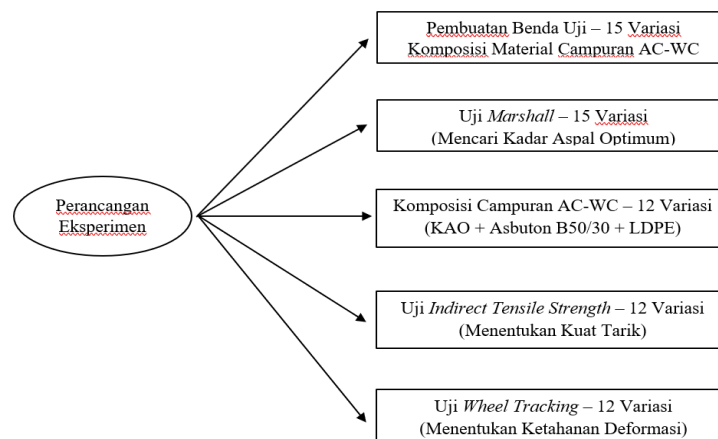 Pembuatan Benda Uji – 15 Variasi
Komposisi Material Campuran AC-WC
Uji Marshall – 15 Variasi
(Mencari Kadar Aspal Optimum)
Perancangan
Eksperimen
Komposisi Campuran AC-WC – 12 Variasi
(KAO + Asbuton B50/30 + LDPE)
Uji Indirect Tensile Strength – 12 Variasi
(Menentukan Kuat Tarik)
Uji Wheel Tracking – 12 Variasi
(Menentukan Ketahanan Deformasi)